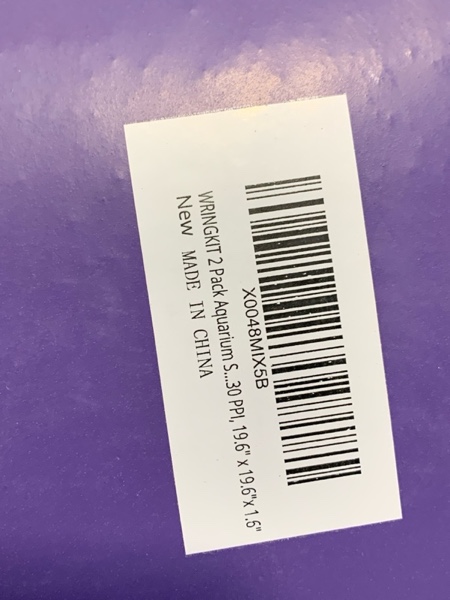 X0048MIX5B
WRINGKIT 2 Pack Aquarium S...30 PPI, 19.6" x 19.6"x 1.6"
New MADE IN CHINA